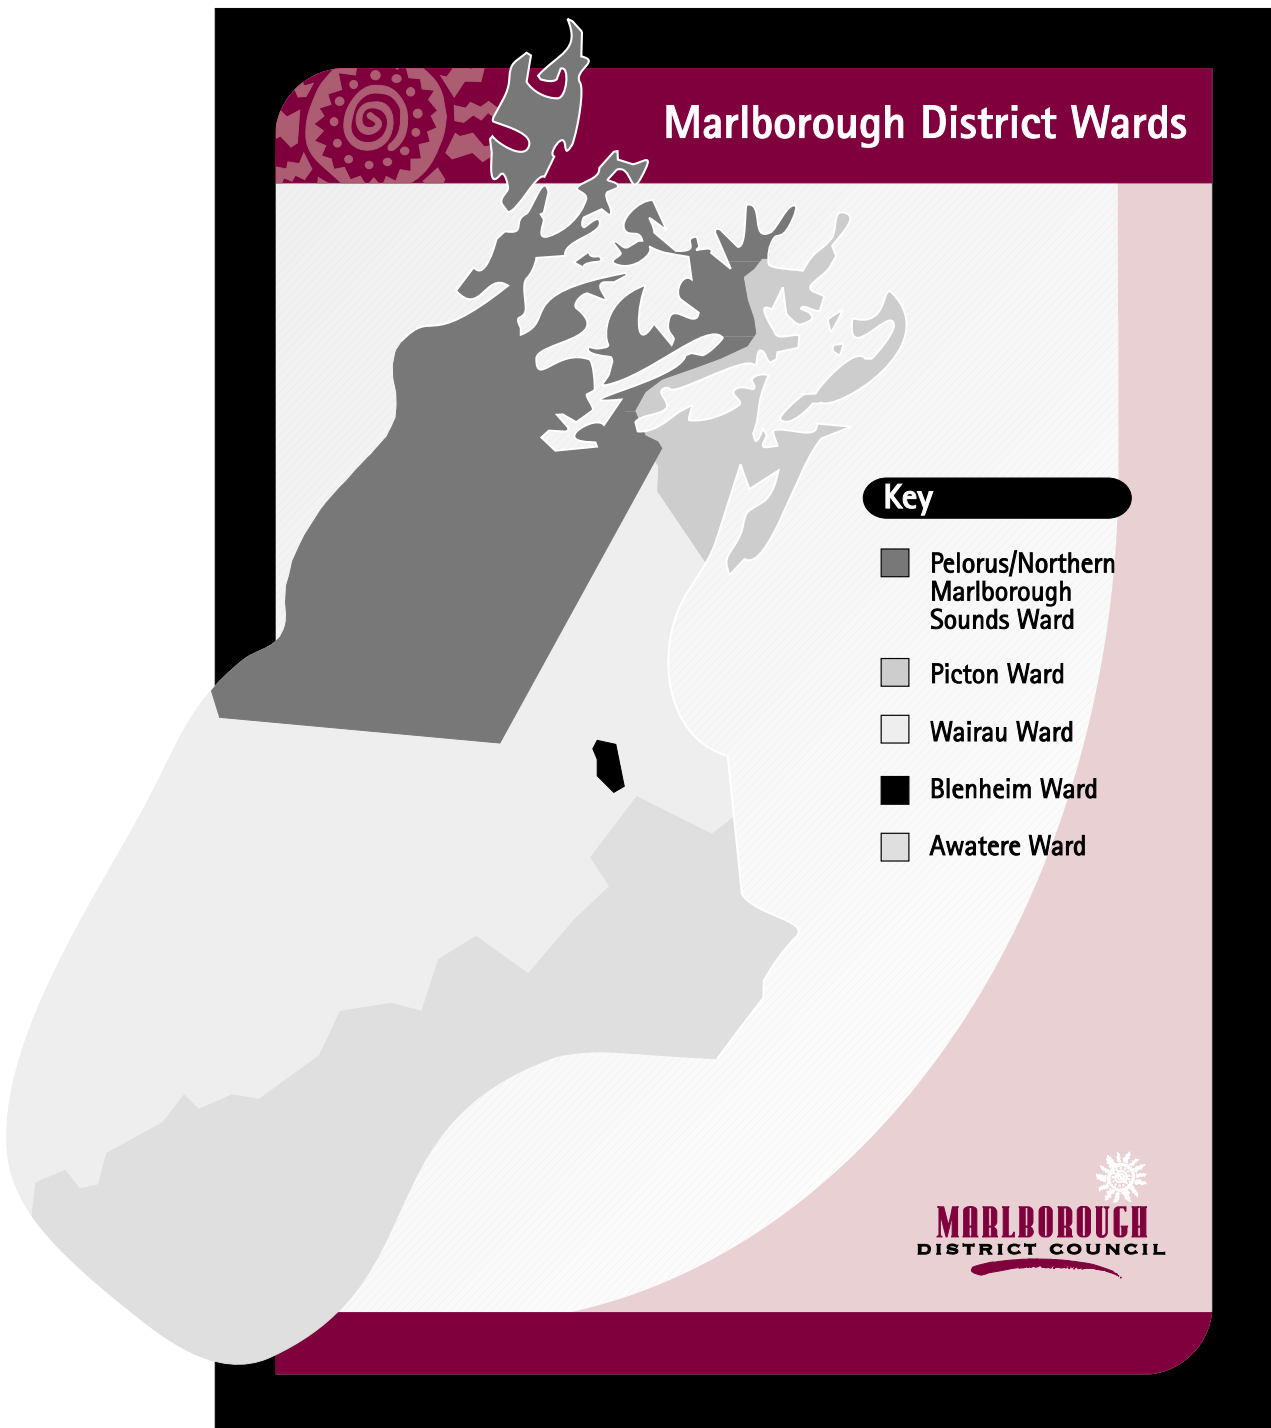 Marlborough District Wards
Key
Pelorus/Northern
Marlborough
Sounds Ward
Picton Ward
Wairau Ward
Blenheim Ward
Awatere Ward
MARLBOROUGH
DISTRICT COUNCIL